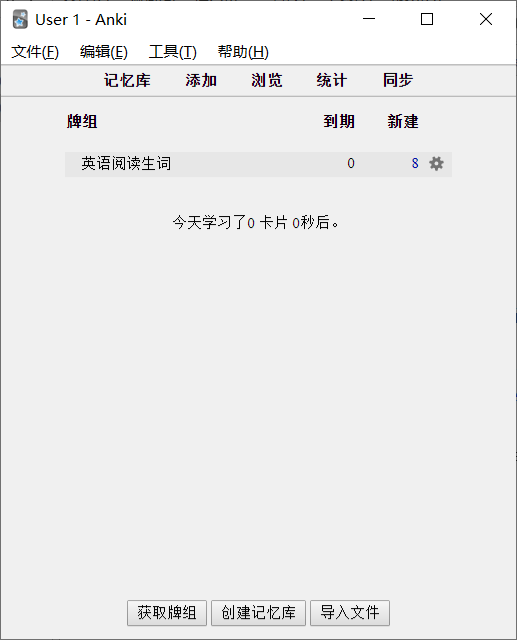 User 1 - Anki
文件(F) 编辑(E) 工具(T) 帮助(H)
记忆库 添加 浏览 统计 同步
牌组 到期 新建
英语阅读生词 0 8
今天学习了0 卡片 0秒后。
获取牌组 创建记忆库 导入文件